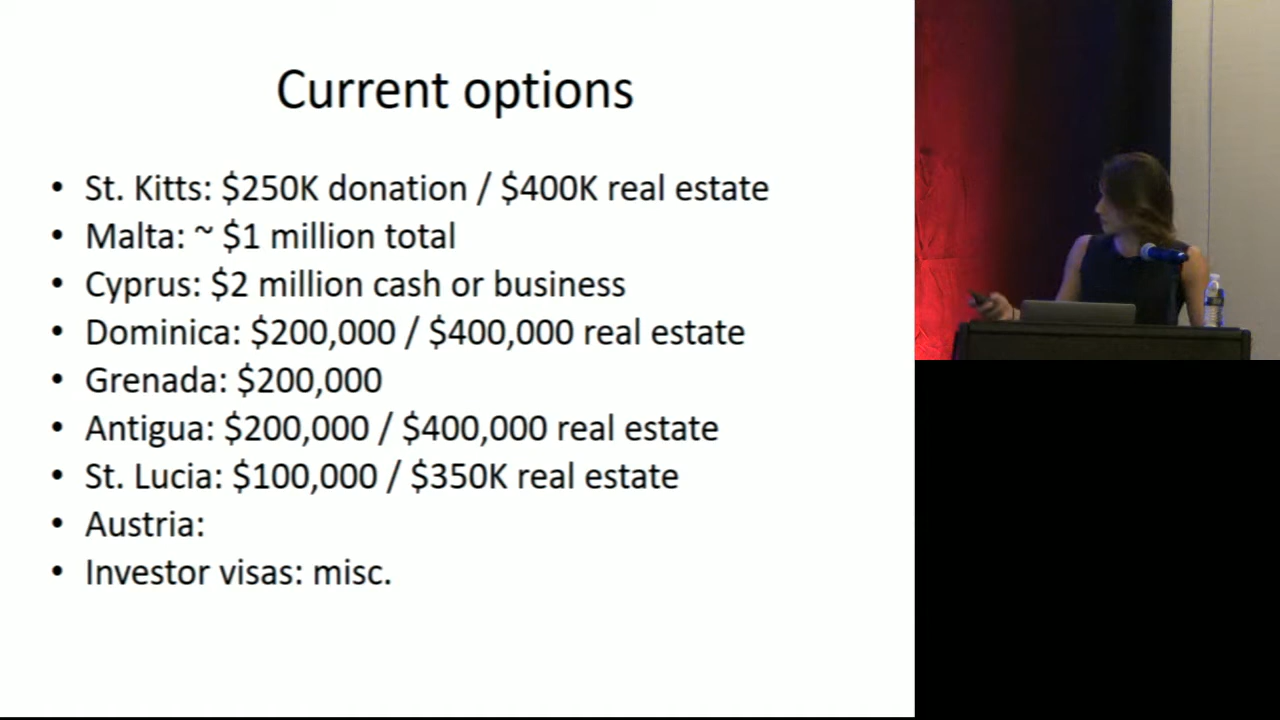 Current options
• St. Kitts: $250K donation / $400K real estate
• Malta: ~ $1 million total
• Cyprus: $2 million cash or business
• Dominica: $200,000 / $400,000 real estate
• Grenada: $200,000
• Antigua: $200,000 / $400,000 real estate
• St. Lucia: $100,000 / $350K real estate
• Austria:
• Investor visas: misc.